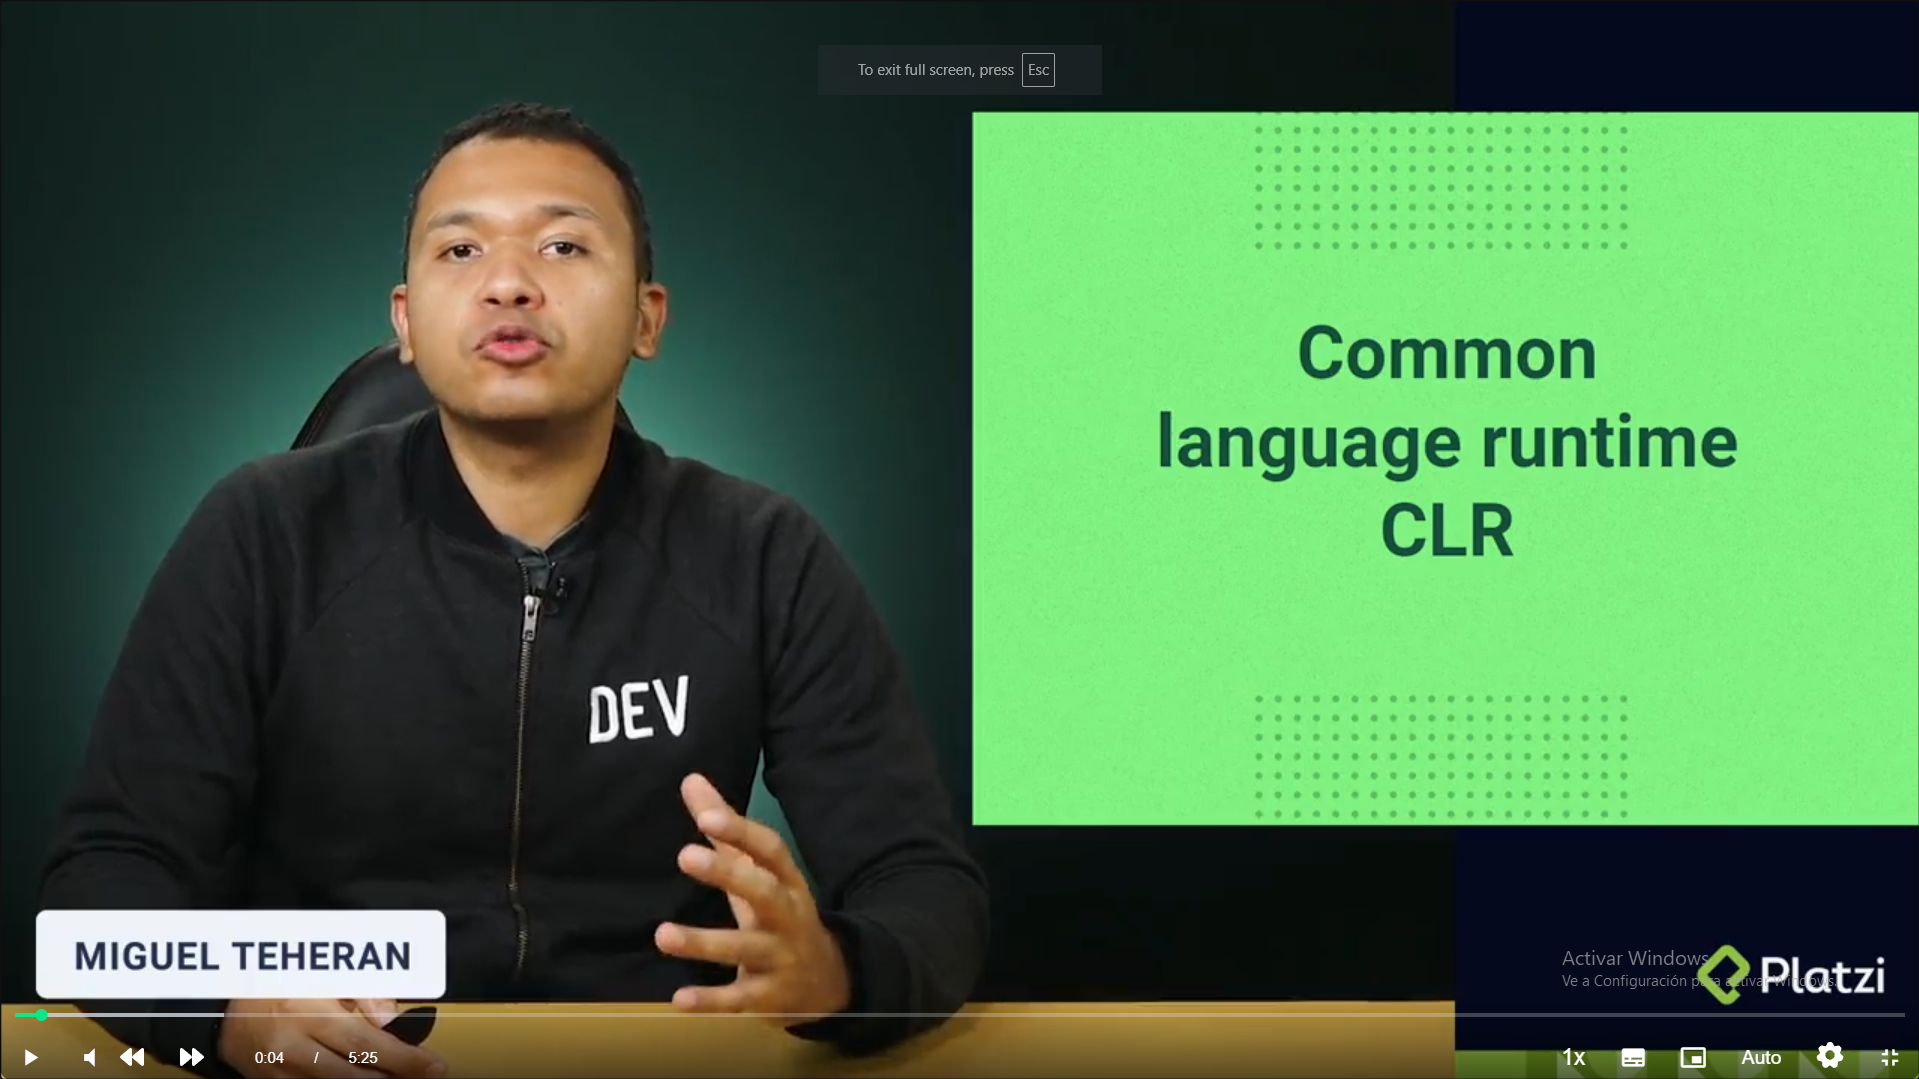 To exit full screen, press Esc
Common
language runtime
CLR
DEV
MIGUEL TEHERAN
Activar Windows
Ve a Configuración para activar Windows.
Platzi
0:04 / 5:25
1x
Auto